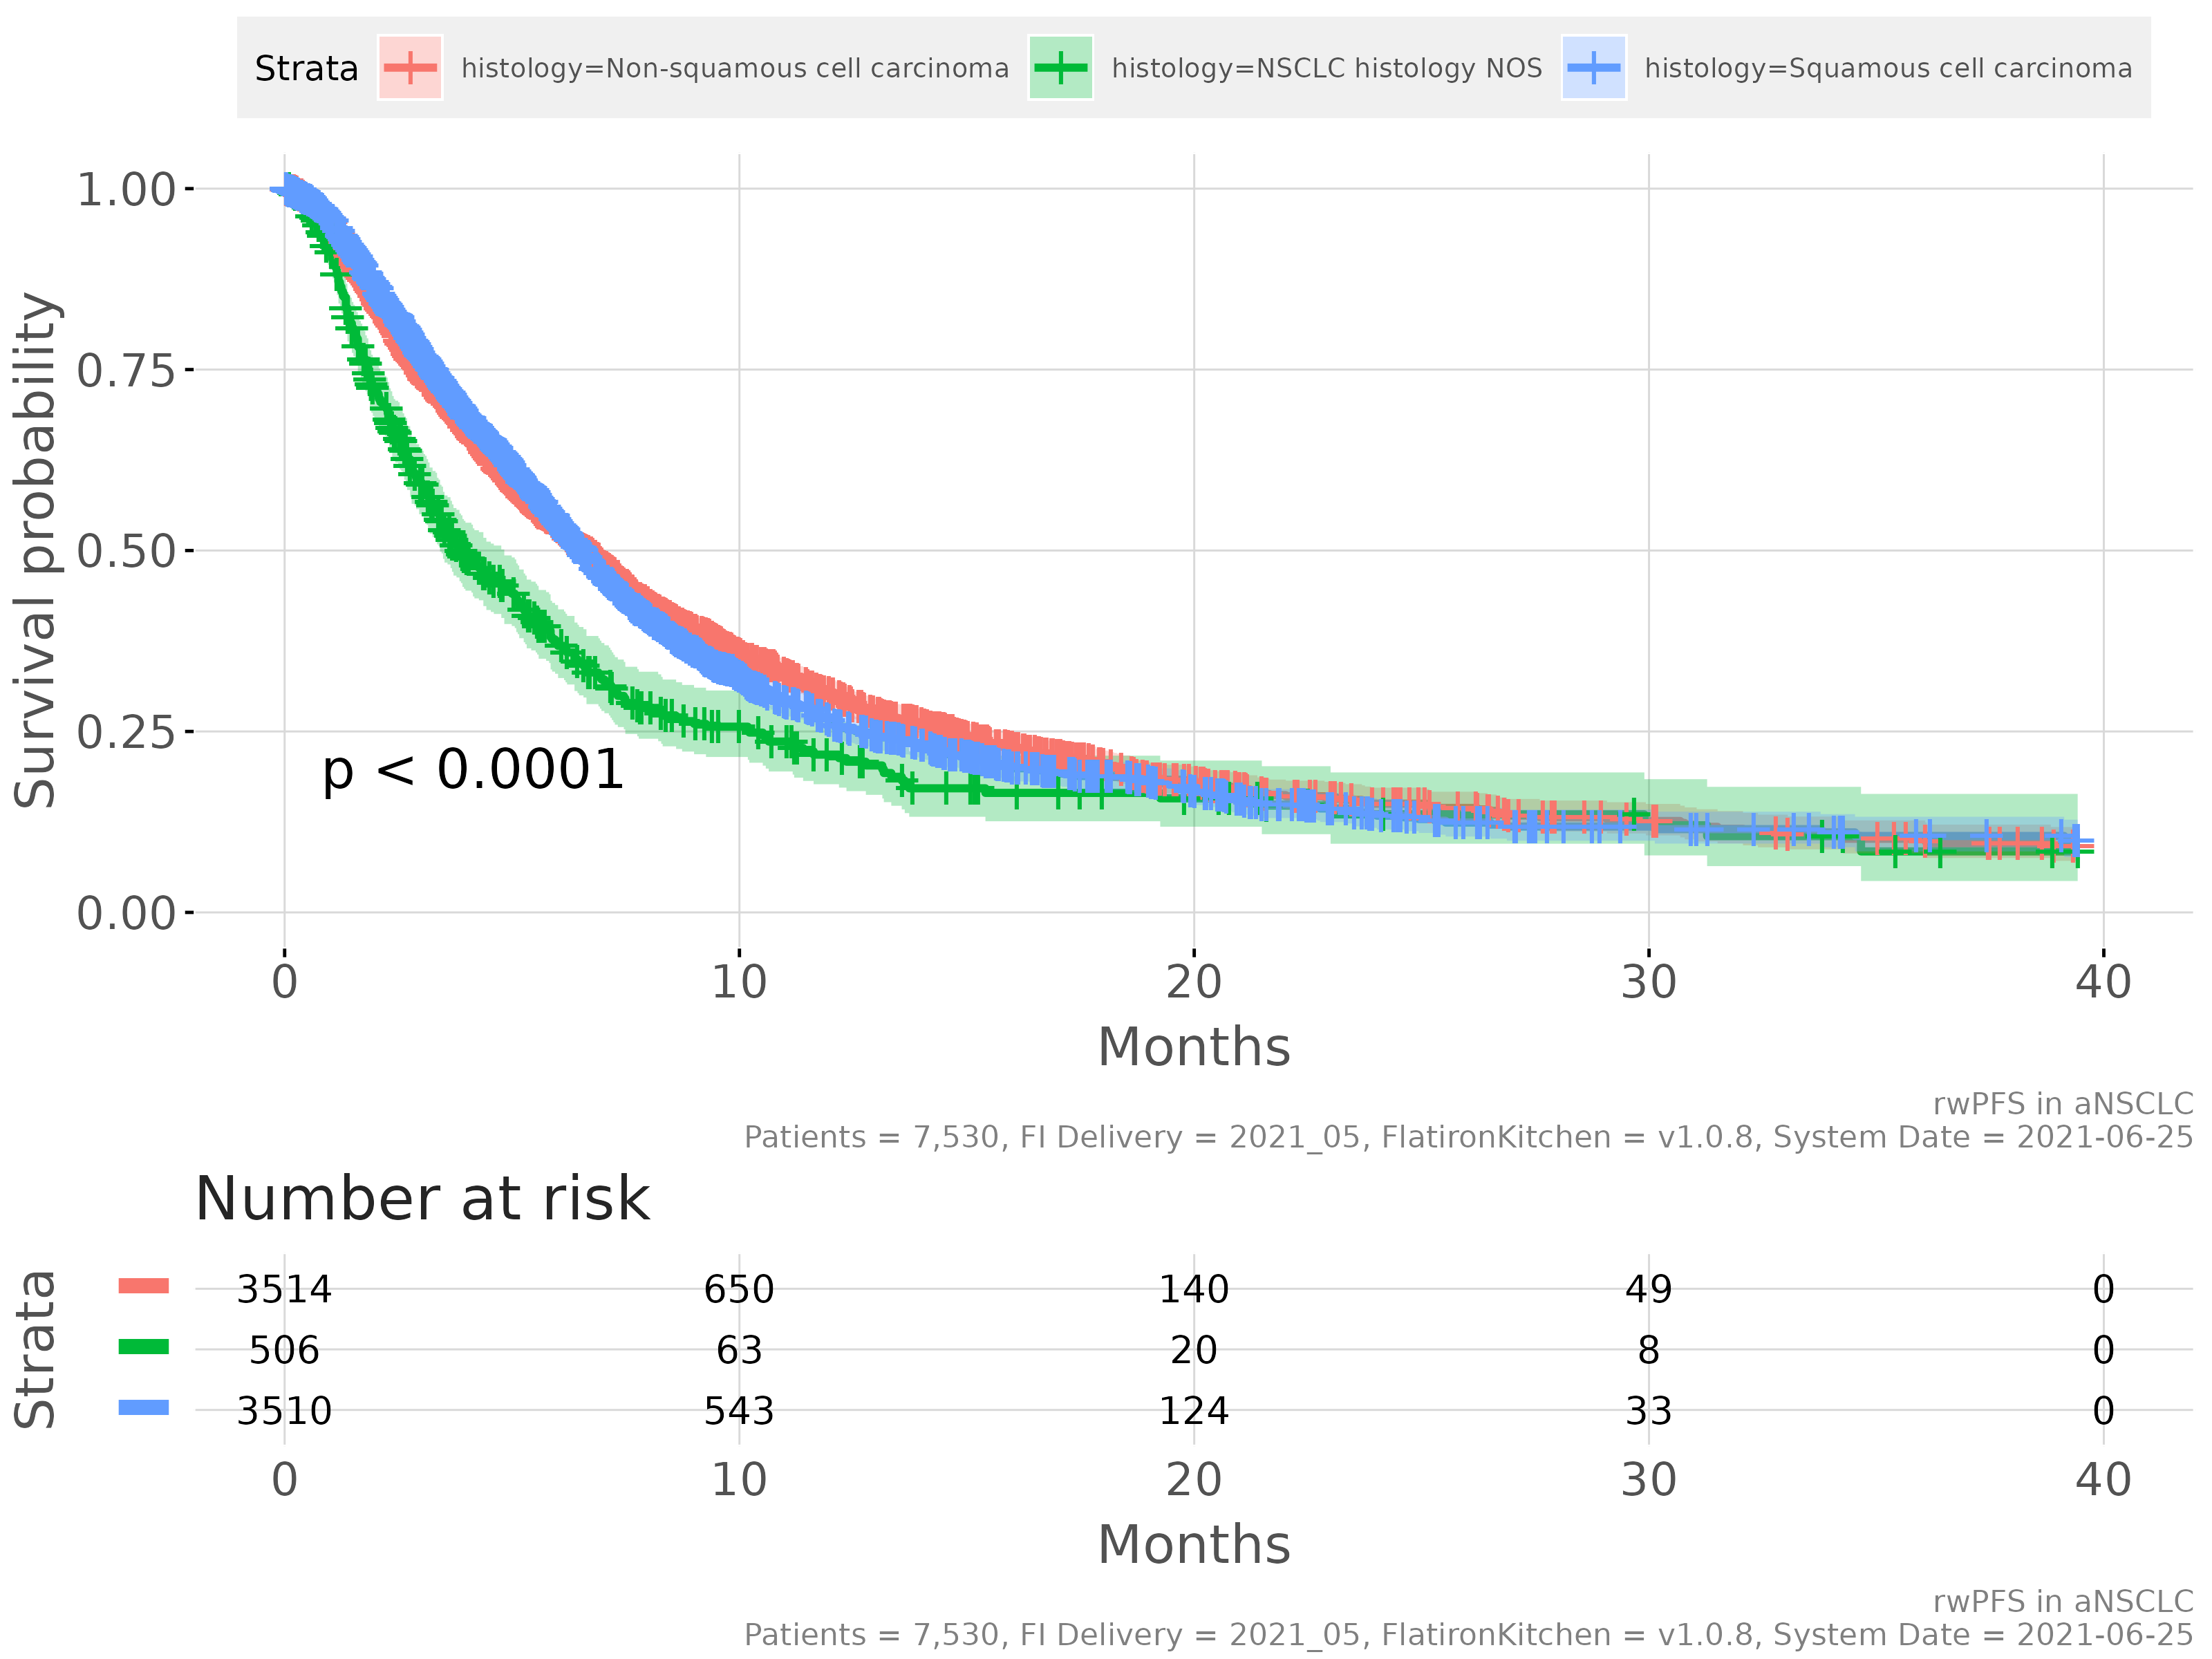 Strata histology=Non-squamous cell carcinoma histology=NSCLC histology NOS histology=Squamous cell carcinoma
Survival probability
1.00
0.75
0.50
0.25
0.00
p < 0.0001
0 10 20 30 40
Months
rwPFS in aNSCLC
Patients = 7,530, FI Delivery = 2021_05, FlatironKitchen = v1.0.8, System Date = 2021-06-25
Number at risk
Strata
3514 650 140 49 0
506 63 20 8 0
3510 543 124 33 0
0 10 20 30 40
Months
rwPFS in aNSCLC
Patients = 7,530, FI Delivery = 2021_05, FlatironKitchen = v1.0.8, System Date = 2021-06-25